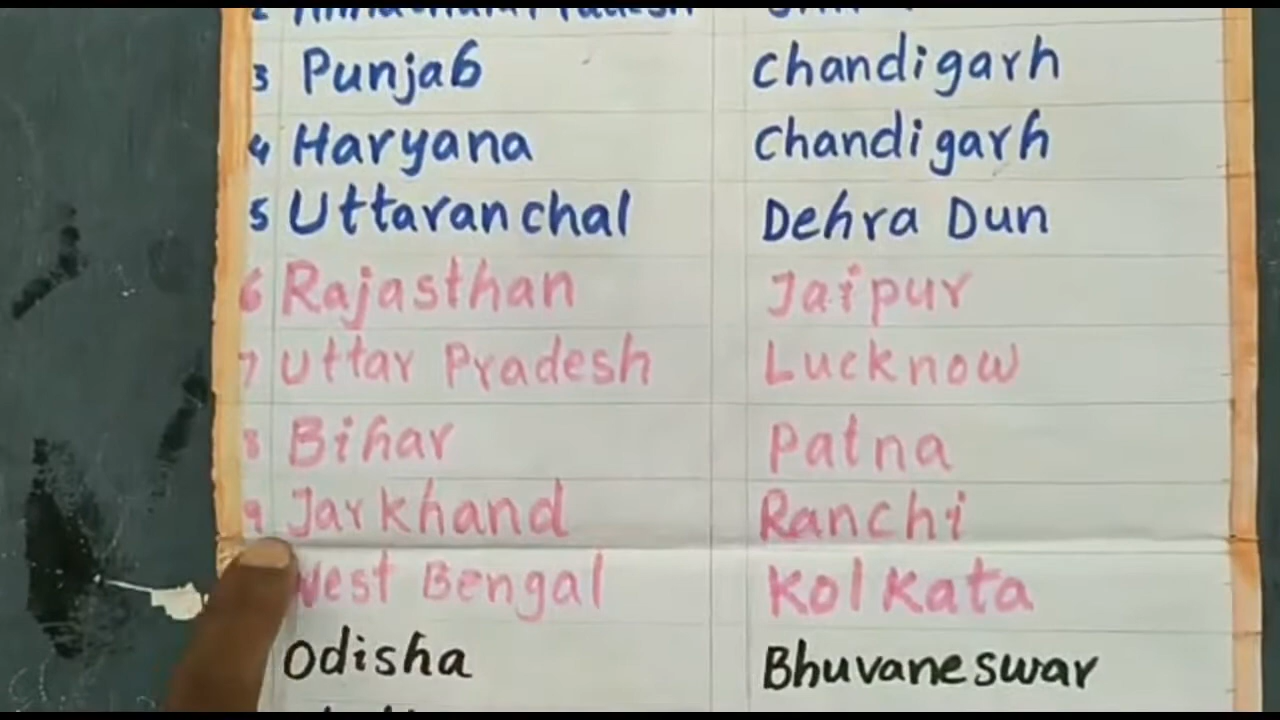 3 Punjab Chandigarh
4 Haryana Chandigarh
5 Uttaranchal Dehra Dun
6 Rajasthan Jaipur
7 Uttar Pradesh Lucknow
8 Bihar Patna
9 Jarkhand Ranchi
West Bengal Kolkata
Odisha Bhuvaneswar